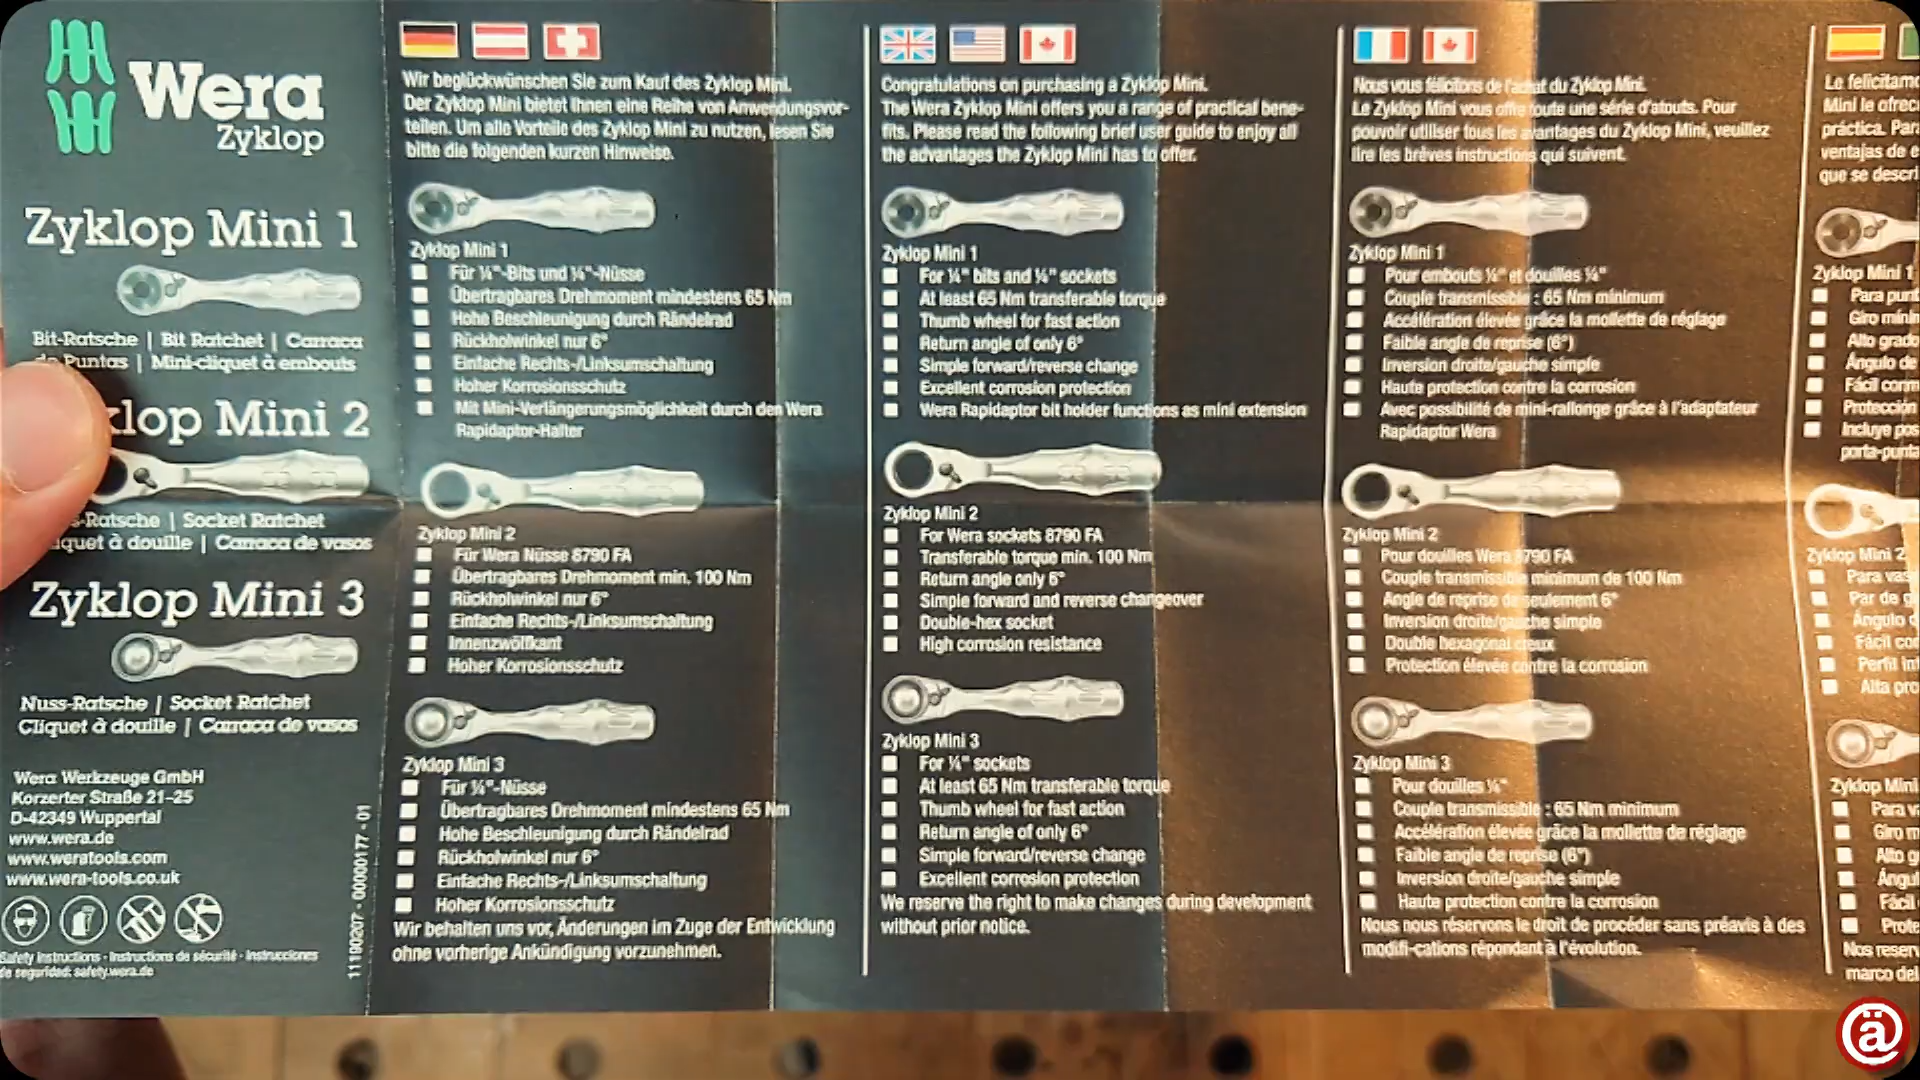 Wera
Zyklop
Zyklop Mini 1
Bit-Ratsche | Bit Ratchet | Carraca
de Puntas | Mini-cliquet à embouts
klop Mini 2
s-Ratsche | Socket Ratchet
iquet à douille | Carraca de vasos
Zyklop Mini 3
Nuss-Ratsche | Socket Ratchet
Cliquet à douille | Carraca de vasos
Wera Werkzeuge GmbH
Korzerter Straße 21-25
D-42349 Wuppertal
www.wera.de
www.weratools.com
www.wera-tools.co.uk
Safety instructions · Instructions de sécurité · Instrucciones
de seguridad: safety.wera.de
11190207 - 00000177 - 01
Wir beglückwünschen Sie zum Kauf des Zyklop Mini.
Der Zyklop Mini bietet Ihnen eine Reihe von Anwendungsvor-
teilen. Um alle Vorteile des Zyklop Mini zu nutzen, lesen Sie
bitte die folgenden kurzen Hinweise.
Zyklop Mini 1
Für ¼"-Bits und ¼"-Nüsse
Übertragbares Drehmoment mindestens 65 Nm
Hohe Beschleunigung durch Rändelrad
Rückholwinkel nur 6°
Einfache Rechts-/Linksumschaltung
Hoher Korrosionsschutz
Mit Mini-Verlängerungsmöglichkeit durch den Wera
Rapidaptor-Halter
Zyklop Mini 2
Für Wera Nüsse 8790 FA
Übertragbares Drehmoment min. 100 Nm
Rückholwinkel nur 6°
Einfache Rechts-/Linksumschaltung
Innenzwölfkant
Hoher Korrosionsschutz
Zyklop Mini 3
Für ¼"-Nüsse
Übertragbares Drehmoment mindestens 65 Nm
Hohe Beschleunigung durch Rändelrad
Rückholwinkel nur 6°
Einfache Rechts-/Linksumschaltung
Hoher Korrosionsschutz
Wir behalten uns vor, Änderungen im Zuge der Entwicklung
ohne vorherige Ankündigung vorzunehmen.
Congratulations on purchasing a Zyklop Mini.
The Wera Zyklop Mini offers you a range of practical bene-
fits. Please read the following brief user guide to enjoy all
the advantages the Zyklop Mini has to offer.
Zyklop Mini 1
For ¼" bits and ¼" sockets
At least 65 Nm transferable torque
Thumb wheel for fast action
Return angle of only 6°
Simple forward/reverse change
Excellent corrosion protection
Wera Rapidaptor bit holder functions as mini extension
Zyklop Mini 2
For Wera sockets 8790 FA
Transferable torque min. 100 Nm
Return angle only 6°
Simple forward and reverse changeover
Double-hex socket
High corrosion resistance
Zyklop Mini 3
For ¼" sockets
At least 65 Nm transferable torque
Thumb wheel for fast action
Return angle of only 6°
Simple forward/reverse change
Excellent corrosion protection
We reserve the right to make changes during development
without prior notice.
Nous vous félicitons de l'achat du Zyklop Mini.
Le Zyklop Mini vous offre toute une série d'atouts. Pour
pouvoir utiliser tous les avantages du Zyklop Mini, veuillez
lire les brèves instructions qui suivent.
Zyklop Mini 1
Pour embouts ¼" et douilles ¼"
Couple transmissible : 65 Nm minimum
Accélération élevée grâce la mollette de réglage
Faible angle de reprise (6°)
Inversion droite/gauche simple
Haute protection contre la corrosion
Avec possibilité de mini-rallonge grâce à l'adaptateur
Rapidaptor Wera
Zyklop Mini 2
Pour douilles Wera 8790 FA
Couple transmissible minimum de 100 Nm
Angle de reprise de seulement 6°
Inversion droite/gauche simple
Double hexagonal creux
Protection élevée contre la corrosion
Zyklop Mini 3
Pour douilles ¼"
Couple transmissible : 65 Nm minimum
Accélération élevée grâce la mollette de réglage
Faible angle de reprise (6°)
Inversion droite/gauche simple
Haute protection contre la corrosion
Nous nous réservons le droit de procéder sans préavis à des
modifi-cations répondant à l'évolution.
Le felicitamo
Mini le ofrec
práctica. Para
ventajas de e
que se descri
Zyklop Mini 1
Para punt
Giro mínin
Alto grado
Ángulo de
Fácil conm
Protección
Incluye pos
porta-punta
Zyklop Mini 2
Para vas
Par de g
Ángulo d
Fácil con
Perfil int
Alta pro
Zyklop Mini
Para va
Giro m
Alto g
Ángul
Fácil
Prote
Nos reserv
marco del
ä